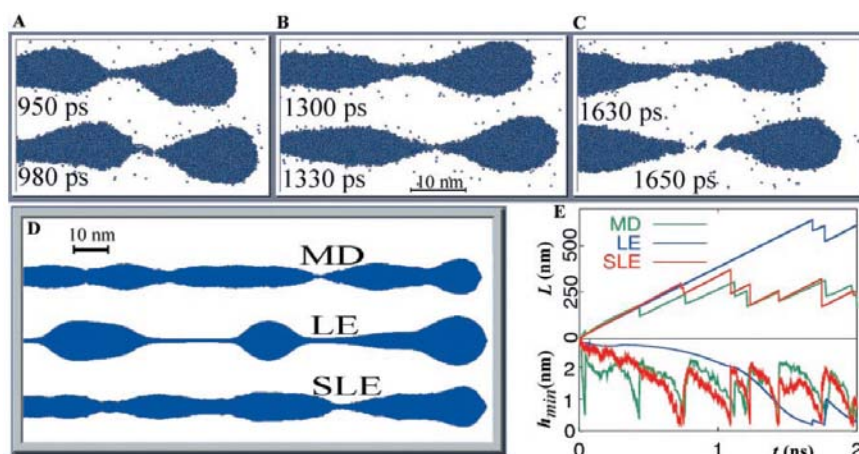 A
B
C
950 ps
980 ps
1300 ps
1330 ps
10 nm
1630 ps
1650 ps
D
10 nm
MD
LE
SLE
E
MD
LE
SLE
L (nm)
500
250
0
h_min (nm)
2
1
0
0
1
2
t (ns)